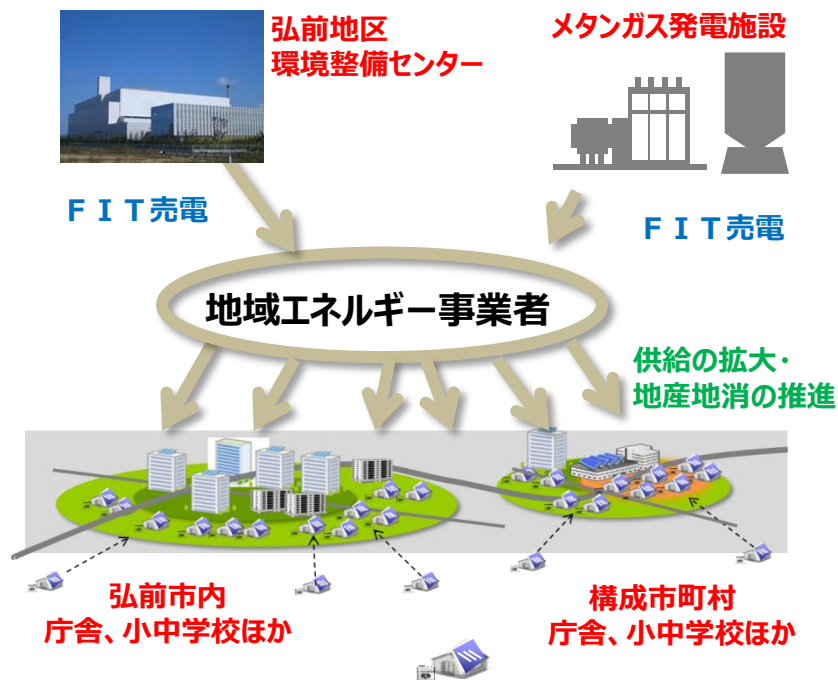 弘前地区
環境整備センター
メタンガス発電施設
ＦＩＴ売電
ＦＩＴ売電
地域エネルギー事業者
供給の拡大・
地産地消の推進
弘前市内
庁舎、小中学校ほか
構成市町村
庁舎、小中学校ほか